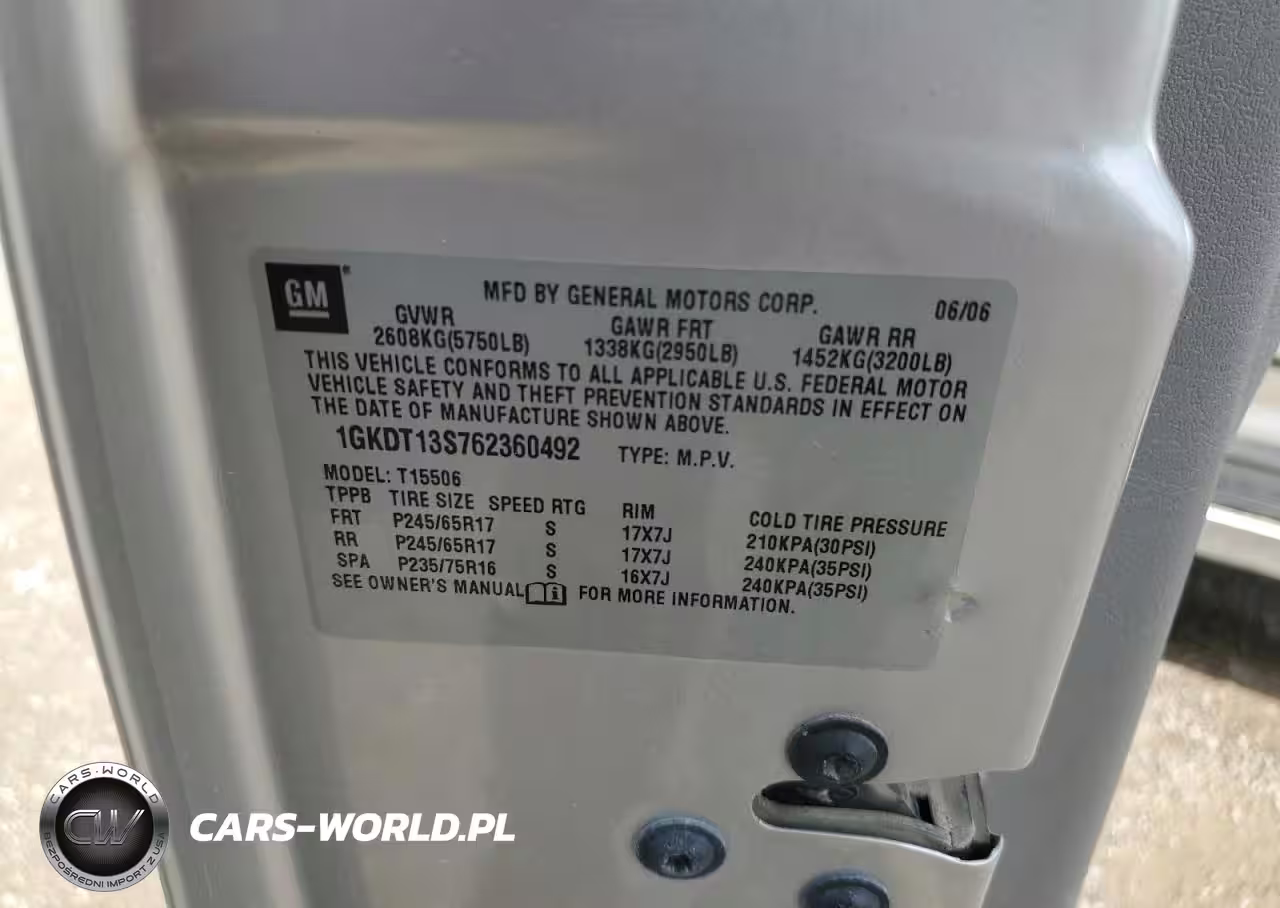 GM ®
MFD BY GENERAL MOTORS CORP. 06/06
GVWR GAWR FRT GAWR RR
2608KG(5750LB) 1338KG(2950LB) 1452KG(3200LB)
THIS VEHICLE CONFORMS TO ALL APPLICABLE U.S. FEDERAL MOTOR
VEHICLE SAFETY AND THEFT PREVENTION STANDARDS IN EFFECT ON
THE DATE OF MANUFACTURE SHOWN ABOVE.
1GKDT13S762360492 TYPE: M.P.V.
MODEL: T15506
TPPB TIRE SIZE SPEED RTG RIM COLD TIRE PRESSURE
FRT P245/65R17 S 17X7J 210KPA(30PSI)
RR P245/65R17 S 17X7J 240KPA(35PSI)
SPA P235/75R16 S 16X7J 240KPA(35PSI)
SEE OWNER'S MANUAL FOR MORE INFORMATION.
CARS-WORLD
CW
BEZPOŚREDNI IMPORT Z USA
CARS-WORLD.PL